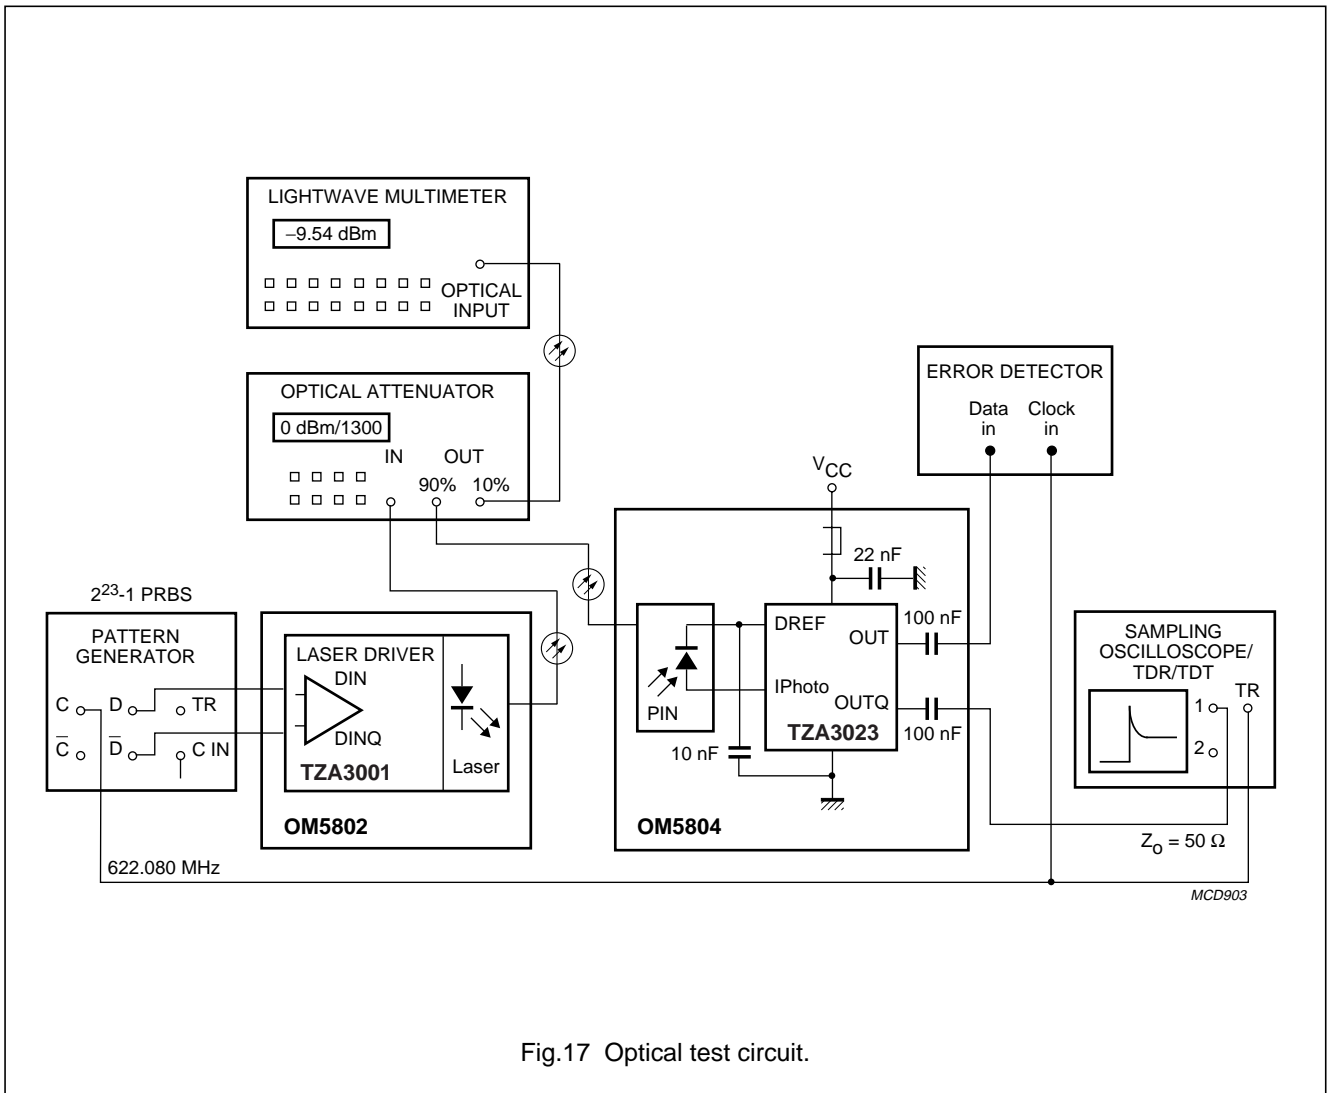 LIGHTWAVE MULTIMETER
−9.54 dBm
OPTICAL
INPUT
OPTICAL ATTENUATOR
0 dBm/1300
IN OUT
90% 10%
ERROR DETECTOR
Data Clock
in in
VCC
22 nF
2²³-1 PRBS
PATTERN
GENERATOR
C D TR
C̅ D̅ C IN
LASER DRIVER
DIN
DINQ
TZA3001
Laser
OM5802
PIN
10 nF
DREF
OUT
IPhoto
OUTQ
TZA3023
100 nF
100 nF
OM5804
SAMPLING
OSCILLOSCOPE/
TDR/TDT
1 TR
2
Zo = 50 Ω
622.080 MHz
MCD903
Fig.17 Optical test circuit.